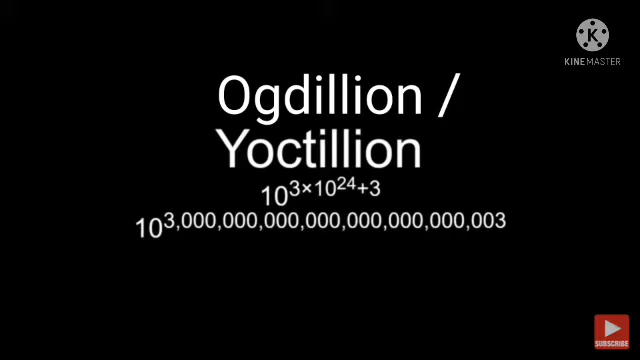 Ogdillion /
Yoctillion
10^3×10^24+3
10^3,000,000,000,000,000,000,000,003
K
KINEMASTER
SUBSCRIBE